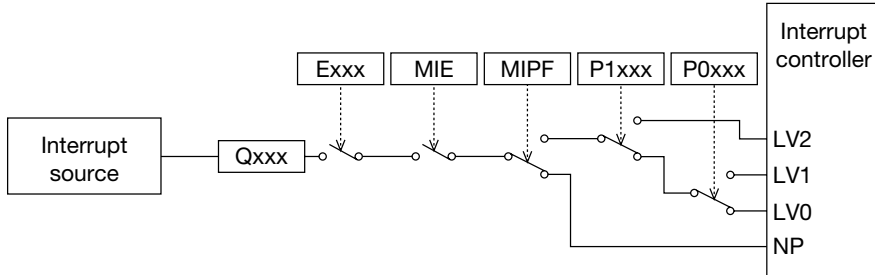 Interrupt
controller
Exxx
MIE
MIPF
P1xxx
P0xxx
Interrupt
source
Qxxx
LV2
LV1
LV0
NP